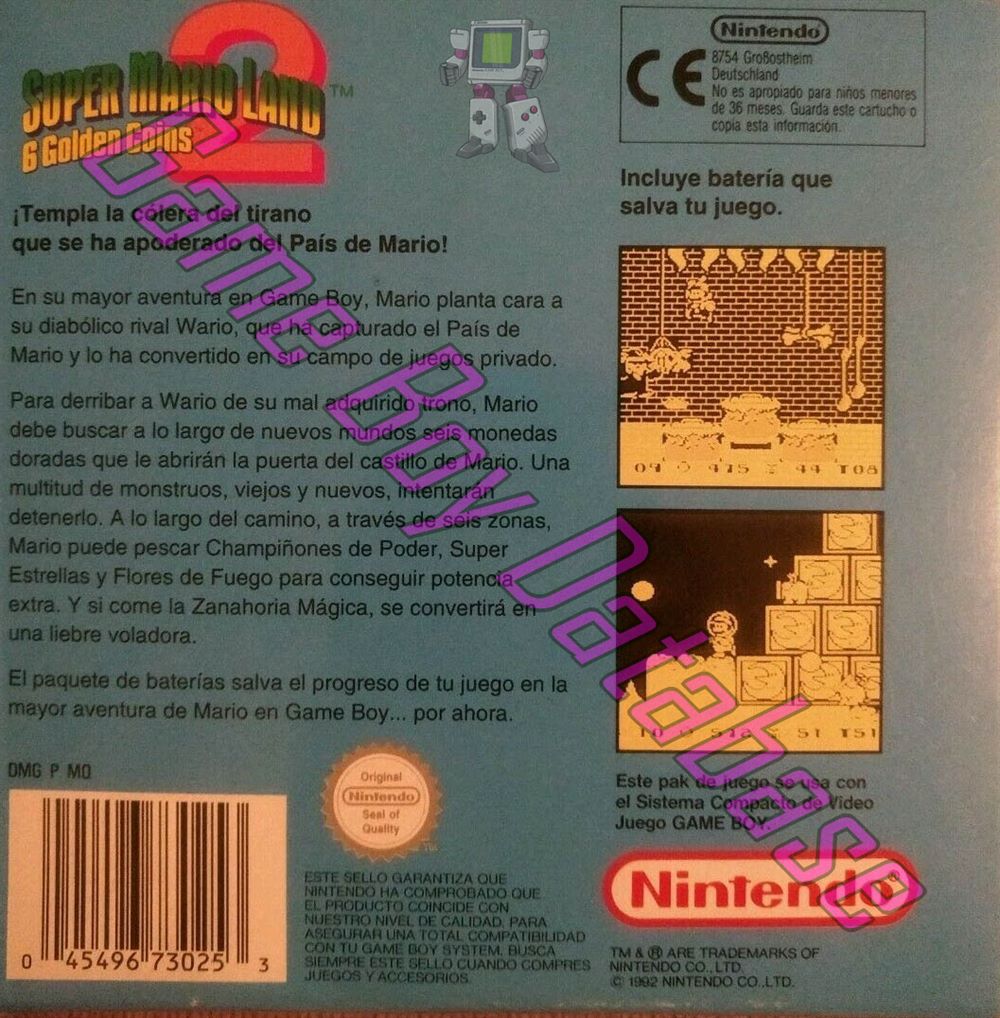 SUPER MARIO LAND 2 ™
6 Golden Coins
¡Templa la cólera del tirano
que se ha apoderado del País de Mario!
En su mayor aventura en Game Boy, Mario planta cara a
su diabólico rival Wario, que ha capturado el País de
Mario y lo ha convertido en su campo de juegos privado.
Para derribar a Wario de su mal adquirido trono, Mario
debe buscar a lo largo de nuevos mundos seis monedas
doradas que le abrirán la puerta del castillo de Mario. Una
multitud de monstruos, viejos y nuevos, intentarán
detenerlo. A lo largo del camino, a través de seis zonas,
Mario puede pescar Champiñones de Poder, Super
Estrellas y Flores de Fuego para conseguir potencia
extra. Y si come la Zanahoria Mágica, se convertirá en
una liebre voladora.
El paquete de baterías salva el progreso de tu juego en la
mayor aventura de Mario en Game Boy... por ahora.
DMG P MQ
0 45496 73025 3
Original
Nintendo
Seal of
Quality
TM
ESTE SELLO GARANTIZA QUE
NINTENDO HA COMPROBADO QUE
EL PRODUCTO COINCIDE CON
NUESTRO NIVEL DE CALIDAD. PARA
ASEGURAR UNA TOTAL COMPATIBILIDAD
CON TU GAME BOY SYSTEM, BUSCA
SIEMPRE ESTE SELLO CUANDO COMPRES
JUEGOS Y ACCESORIOS.
Nintendo
CE
8754 Großostheim
Deutschland
No es apropiado para niños menores
de 36 meses. Guarda este cartucho o
copia esta información.
Incluye batería que
salva tu juego.
09 475 44 T08
10 512 51 T51
Este pak de juego se usa con
el Sistema Compacto de Video
Juego GAME BOY.
Nintendo®
TM & ® ARE TRADEMARKS OF
NINTENDO CO., LTD.
© 1992 NINTENDO CO., LTD.
Game Boy Database